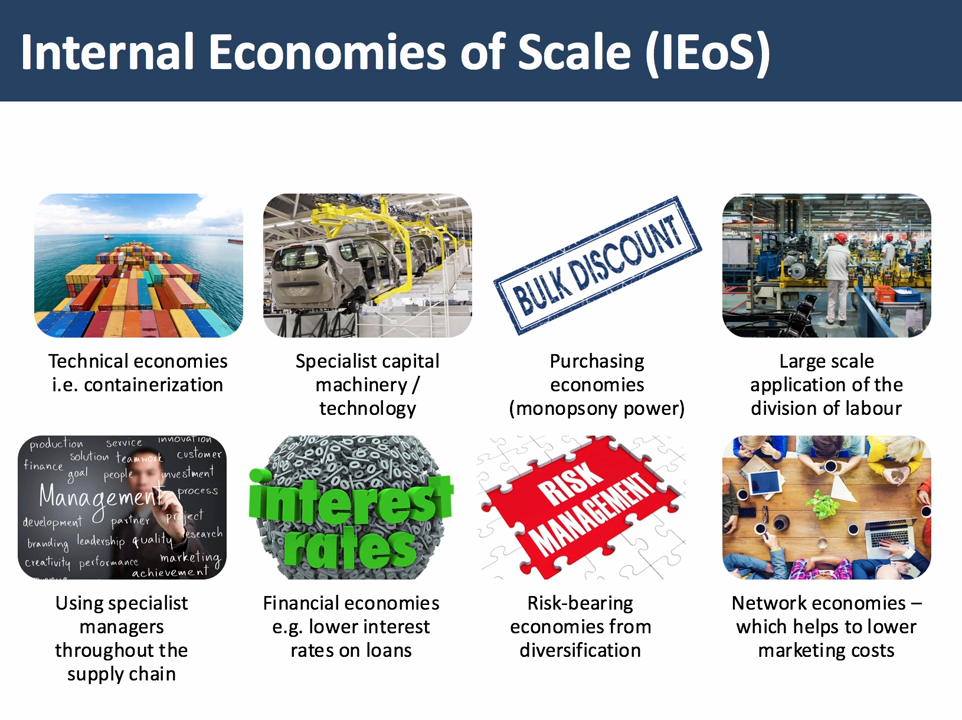 Internal Economies of Scale (IEoS)
BULK DISCOUNT
Technical economies
i.e. containerization
Specialist capital
machinery /
technology
Purchasing
economies
(monopsony power)
Large scale
application of the
division of labour
production service innovation
solution teamwork customer
finance goal people investment
Management process
development partner project
branding leadership quality research
creativity performance marketing
achievement
interest
rates
RISK
MANAGEMENT
Using specialist
managers
throughout the
supply chain
Financial economies
e.g. lower interest
rates on loans
Risk-bearing
economies from
diversification
Network economies –
which helps to lower
marketing costs